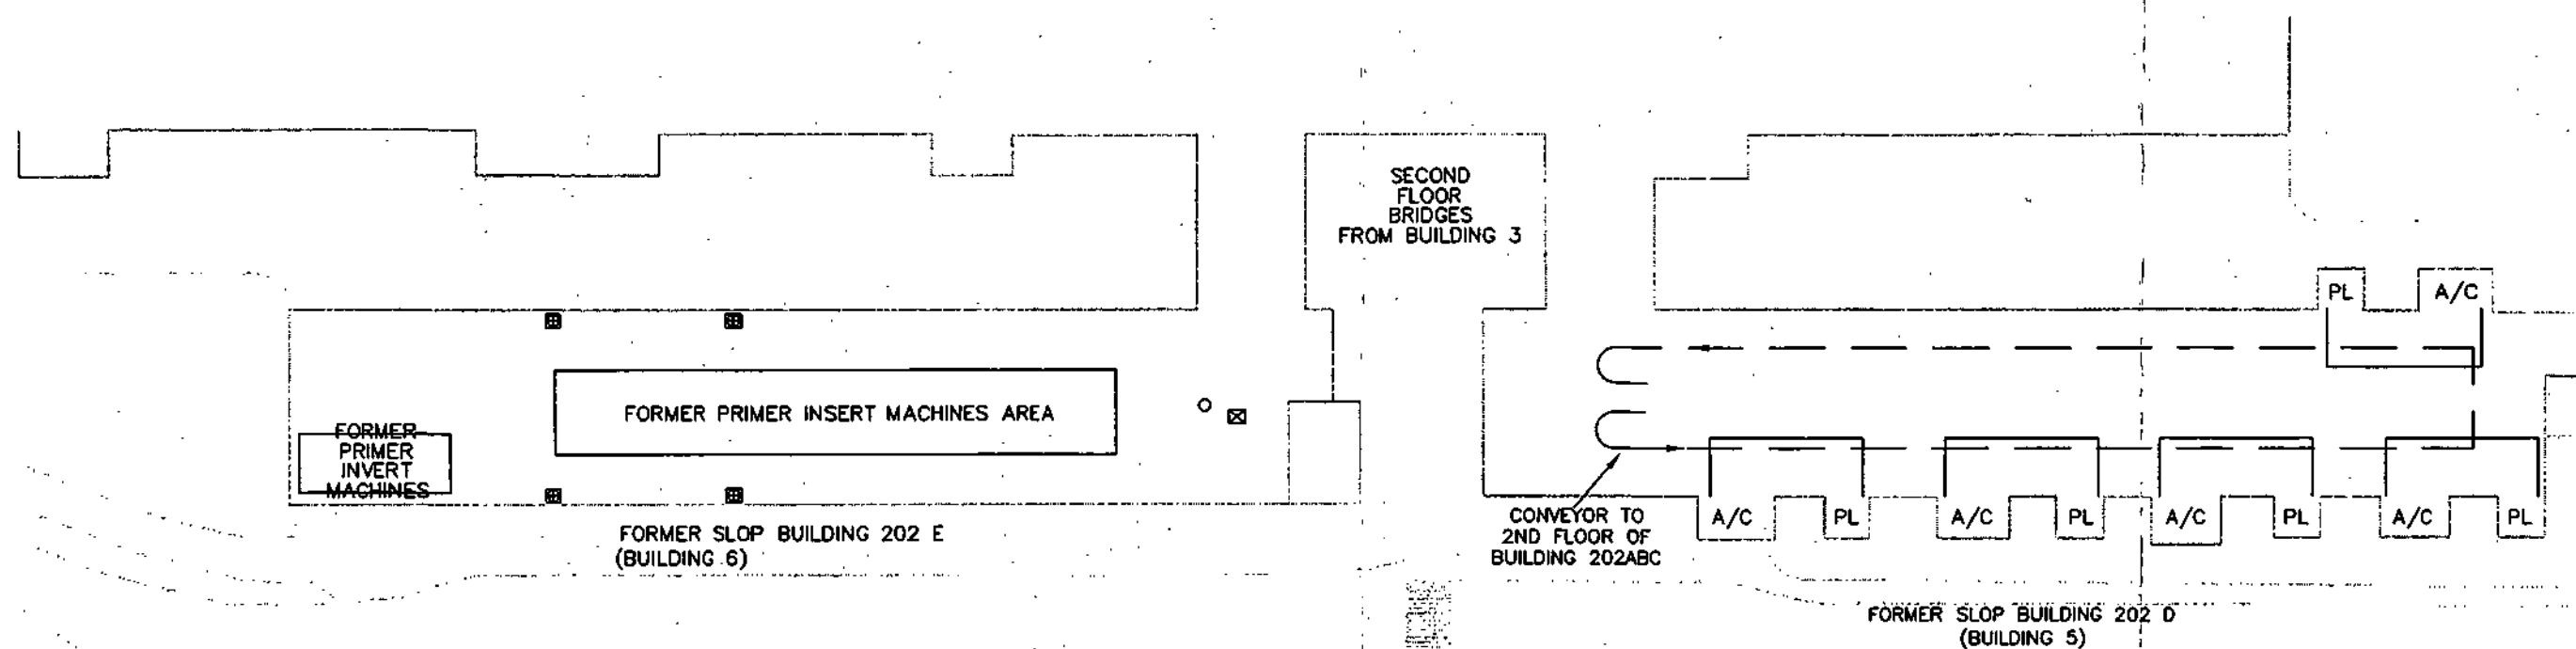 SECOND
FLOOR
BRIDGES
FROM BUILDING 3
PL
A/C
FORMER PRIMER INSERT MACHINES AREA
FORMER
PRIMER
INVERT
MACHINES
FORMER SLOP BUILDING 202 E
(BUILDING 6)
CONVEYOR TO
2ND FLOOR OF
BUILDING 202ABC
A/C
PL
A/C
PL
A/C
PL
A/C
PL
FORMER SLOP BUILDING 202 D
(BUILDING 5)